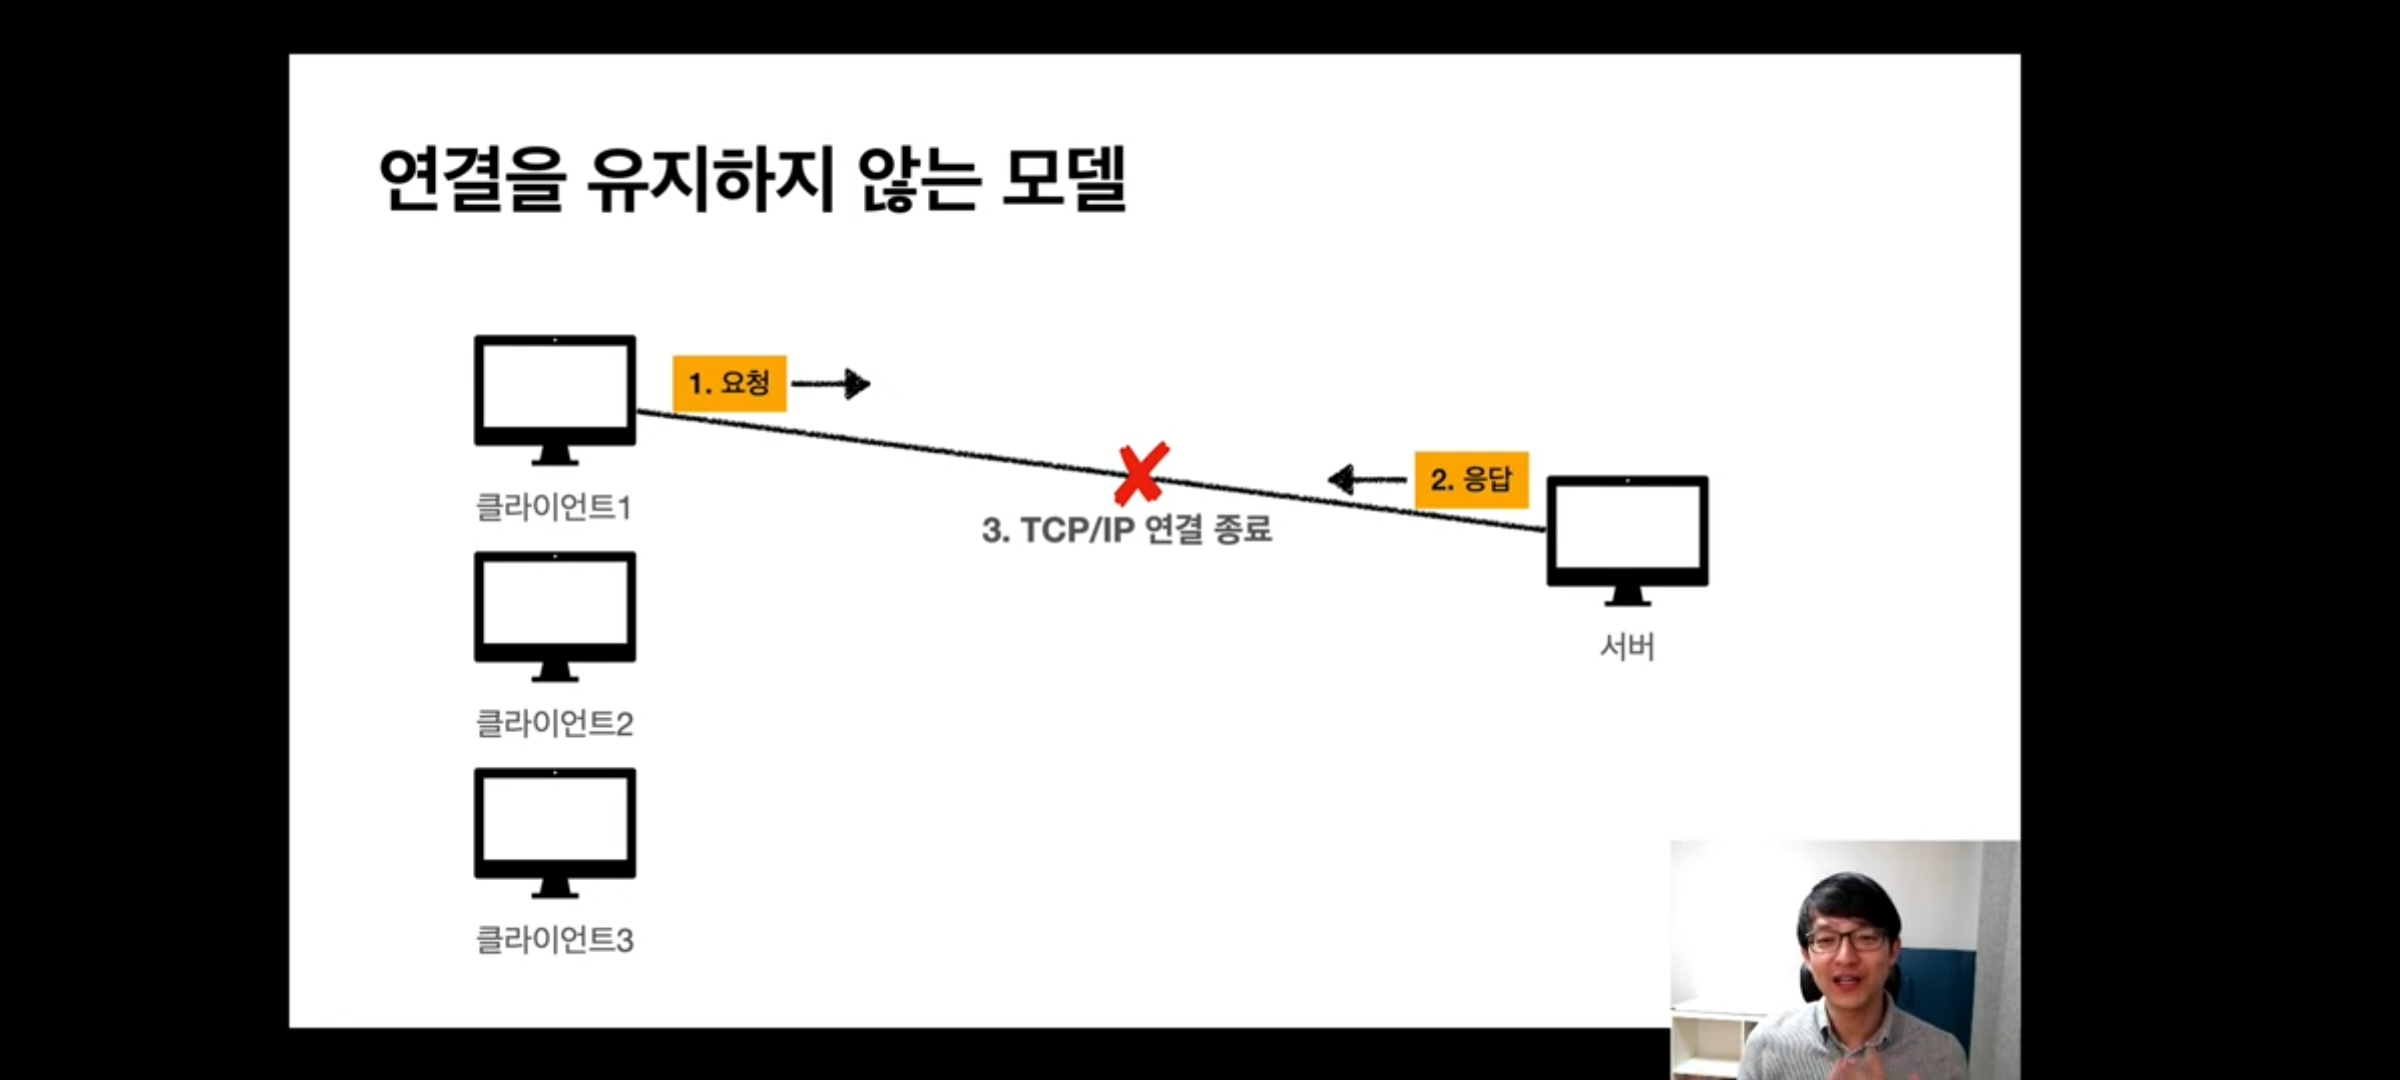 연결을 유지하지 않는 모델
1. 요청
2. 응답
3. TCP/IP 연결 종료
클라이언트1
서버
클라이언트2
클라이언트3